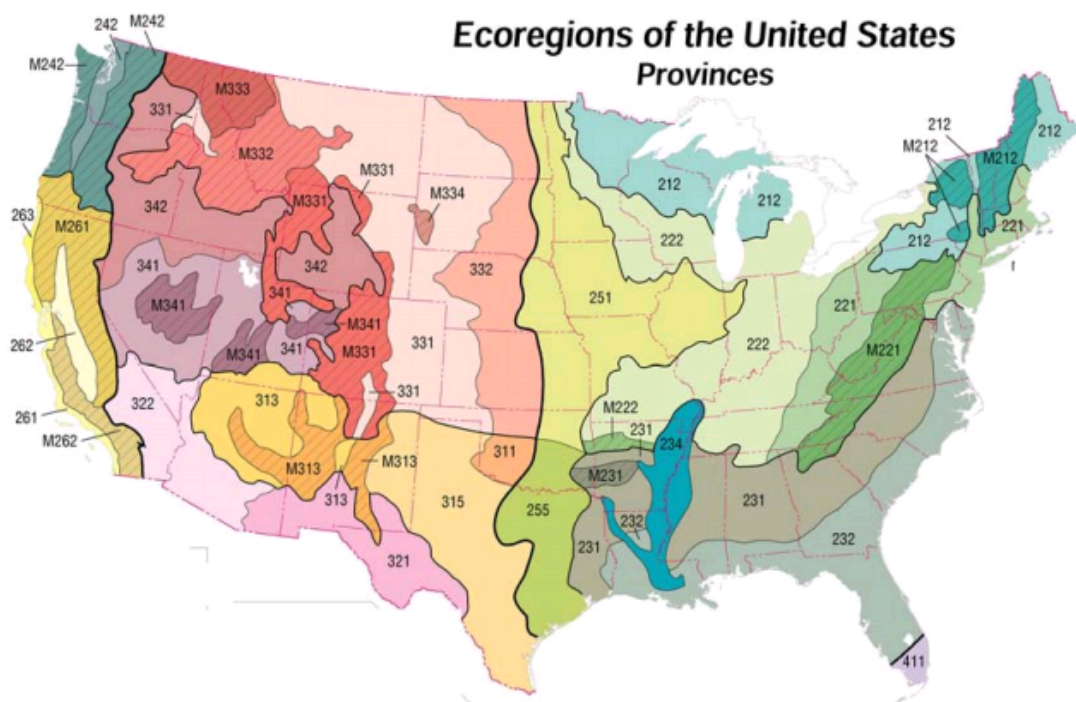 Ecoregions of the United States
Provinces
242
M242
M242
331
M333
M332
M331
M331
M334
342
342
263
M261
341
M341
341
M341
M341
341
M331
262
261
M262
322
313
M313
331
M313
313
321
315
331
332
311
251
255
212
212
222
222
M222
231
234
M231
232
231
231
232
221
M221
212
M212
212
M212
212
221
411